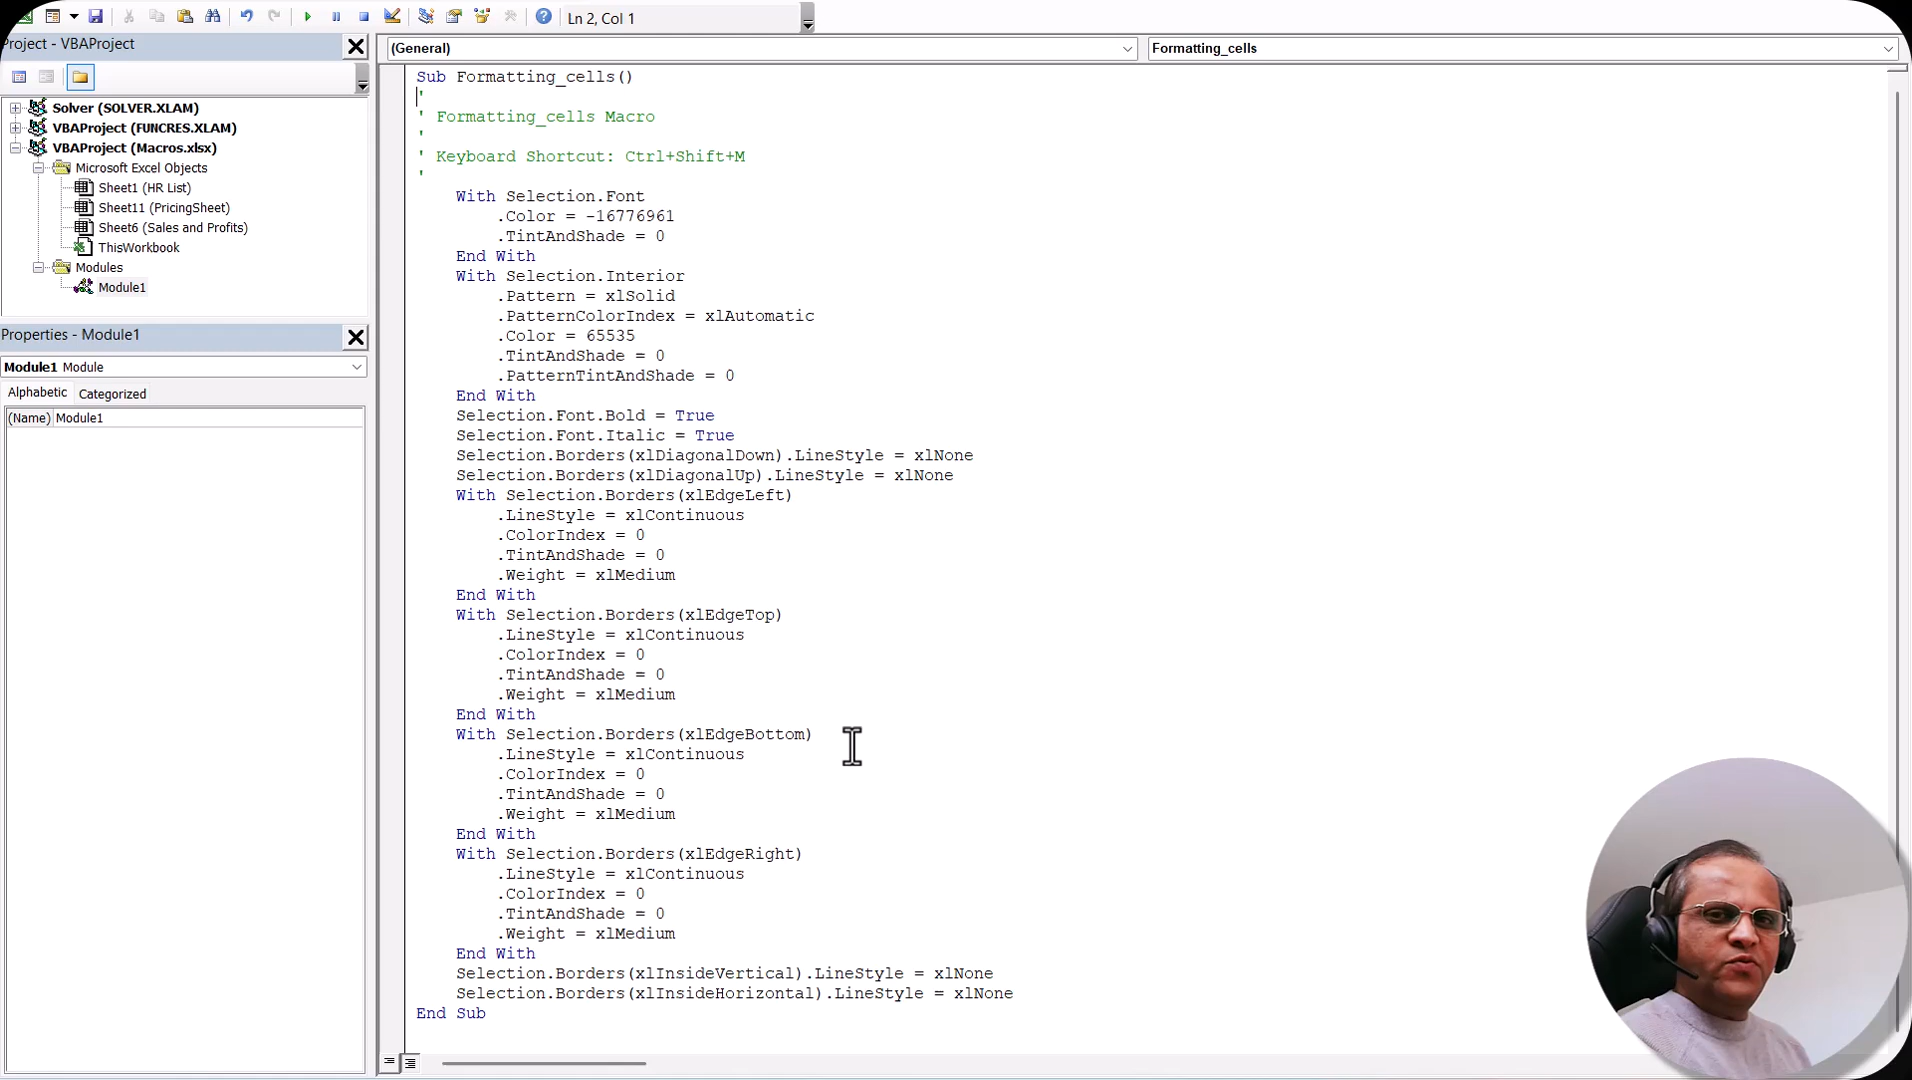 Ln 2, Col 1
Project - VBAProject
Solver (SOLVER.XLAM)
VBAProject (FUNCRES.XLAM)
VBAProject (Macros.xlsx)
Microsoft Excel Objects
Sheet1 (HR List)
Sheet11 (PricingSheet)
Sheet6 (Sales and Profits)
ThisWorkbook
Modules
Module1
Properties - Module1
Module1 Module
Alphabetic Categorized
(Name) Module1
(General) Formatting_cells
Sub Formatting_cells()
'
' Formatting_cells Macro
'
' Keyboard Shortcut: Ctrl+Shift+M
'
With Selection.Font
.Color = -16776961
.TintAndShade = 0
End With
With Selection.Interior
.Pattern = xlSolid
.PatternColorIndex = xlAutomatic
.Color = 65535
.TintAndShade = 0
.PatternTintAndShade = 0
End With
Selection.Font.Bold = True
Selection.Font.Italic = True
Selection.Borders(xlDiagonalDown).LineStyle = xlNone
Selection.Borders(xlDiagonalUp).LineStyle = xlNone
With Selection.Borders(xlEdgeLeft)
.LineStyle = xlContinuous
.ColorIndex = 0
.TintAndShade = 0
.Weight = xlMedium
End With
With Selection.Borders(xlEdgeTop)
.LineStyle = xlContinuous
.ColorIndex = 0
.TintAndShade = 0
.Weight = xlMedium
End With
With Selection.Borders(xlEdgeBottom)
.LineStyle = xlContinuous
.ColorIndex = 0
.TintAndShade = 0
.Weight = xlMedium
End With
With Selection.Borders(xlEdgeRight)
.LineStyle = xlContinuous
.ColorIndex = 0
.TintAndShade = 0
.Weight = xlMedium
End With
Selection.Borders(xlInsideVertical).LineStyle = xlNone
Selection.Borders(xlInsideHorizontal).LineStyle = xlNone
End Sub